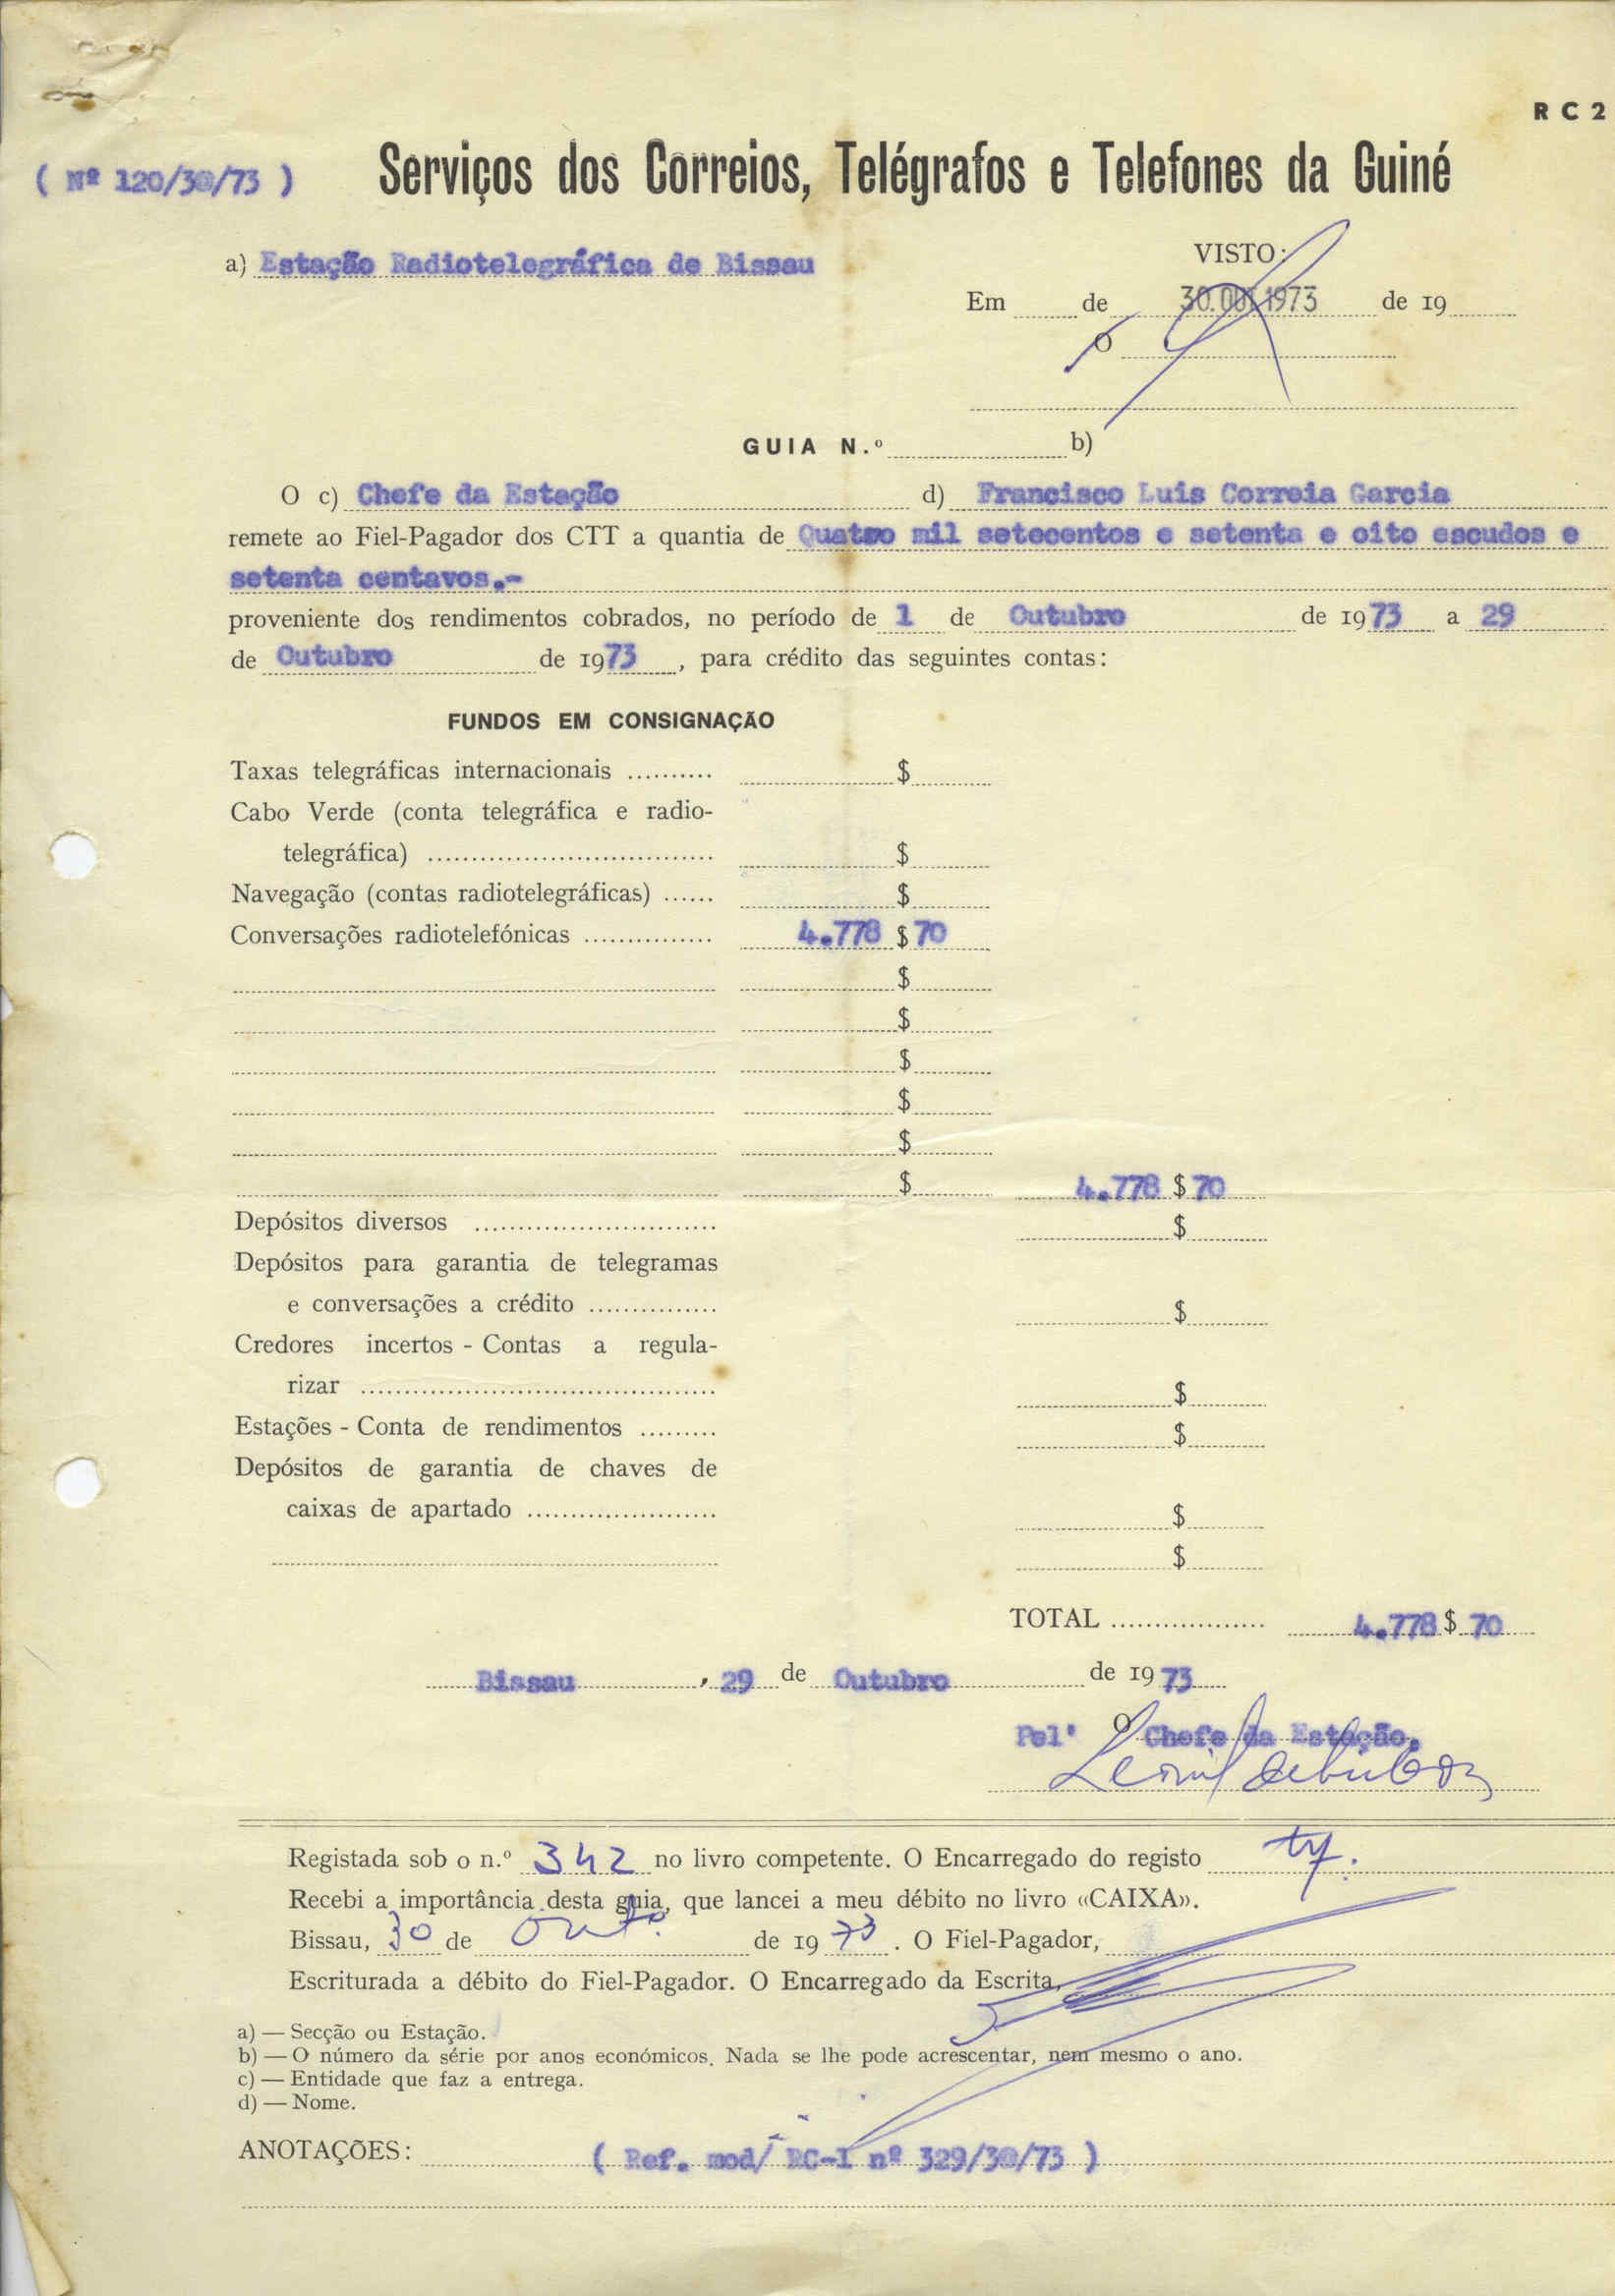 R C 2
( Nº 120/3@/73 )
Serviços dos Correios, Telégrafos e Telefones da Guiné
a) Estação Radiotelegráfica de Bissau
VISTO:
Em de 30.OUT.1973 de 19
O
GUIA N.º b)
O c) Chefe da Estação d) Francisco Luis Correia Garcia
remete ao Fiel-Pagador dos CTT a quantia de Quatro mil setecentos e setenta e oito escudos e
setenta centavos.-
proveniente dos rendimentos cobrados, no período de 1 de Outubro de 1973 a 29
de Outubro de 1973, para crédito das seguintes contas:
FUNDOS EM CONSIGNAÇÃO
Taxas telegráficas internacionais .......... $
Cabo Verde (conta telegráfica e radio-
telegráfica) ................................. $
Navegação (contas radiotelegráficas) ...... $
Conversações radiotelefónicas ............... 4.778 $ 70
$
$
$
$
$
$ 4.778 $ 70
Depósitos diversos ............................ $
Depósitos para garantia de telegramas
e conversações a crédito ............... $
Credores incertos - Contas a regula-
rizar ......................................... $
Estações - Conta de rendimentos ......... $
Depósitos de garantia de chaves de
caixas de apartado ...................... $
$
TOTAL .................. 4.778 $ 70
Bissau, 29 de Outubro de 1973
Pel' O Chefe da Estação,
Registada sob o n.º 342 no livro competente. O Encarregado do registo
Recebi a importância desta guia, que lancei a meu débito no livro «CAIXA».
Bissau, 30 de Outº. de 1973. O Fiel-Pagador,
Escriturada a débito do Fiel-Pagador. O Encarregado da Escrita,
a) — Secção ou Estação.
b) — O número da série por anos económicos. Nada se lhe pode acrescentar, nem mesmo o ano.
c) — Entidade que faz a entrega.
d) — Nome.
ANOTAÇÕES: ( Ref. mod/ RC-I nº 329/3@/73 )